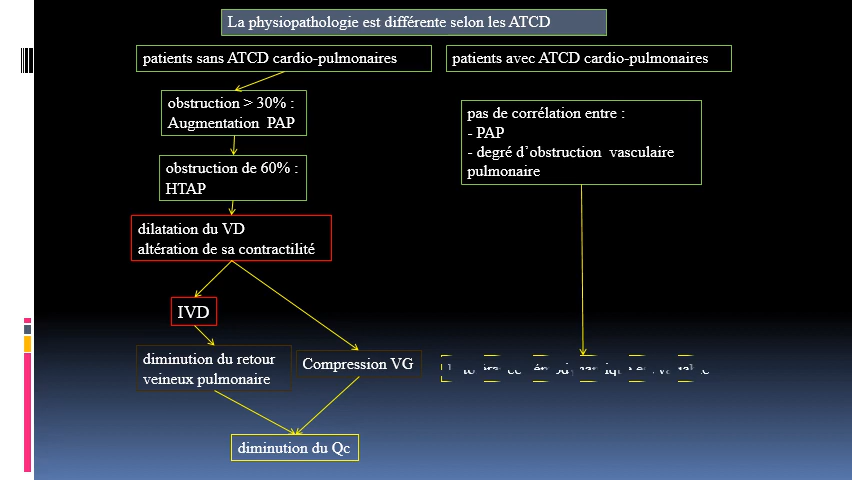 La physiopathologie est différente selon les ATCD
patients sans ATCD cardio-pulmonaires
patients avec ATCD cardio-pulmonaires
obstruction > 30% :
Augmentation PAP
pas de corrélation entre :
- PAP
- degré d’obstruction vasculaire
pulmonaire
obstruction de 60% :
HTAP
dilatation du VD
altération de sa contractilité
IVD
diminution du retour
veineux pulmonaire
Compression VG
diminution du Qc